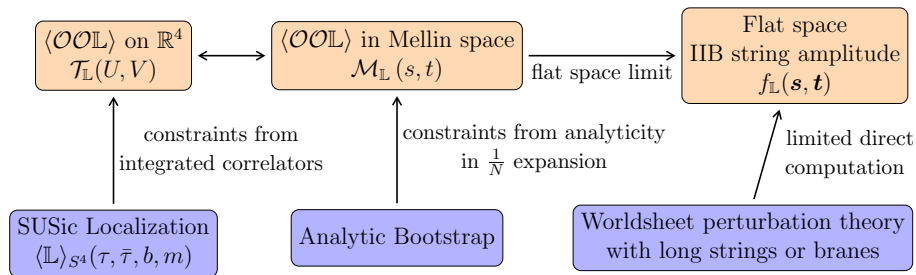 ⟨𝒪𝒪𝕃⟩ on ℝ⁴
𝒯_𝕃(U, V)
⟨𝒪𝒪𝕃⟩ in Mellin space
ℳ_𝕃 (s, t)
flat space limit
Flat space
IIB string amplitude
f_𝕃(𝒔, 𝒕)
constraints from
integrated correlators
constraints from analyticity
in 1/N expansion
limited direct
computation
SUSic Localization
⟨𝕃⟩_{S⁴}(τ, τ̄, b, m)
Analytic Bootstrap
Worldsheet perturbation theory
with long strings or branes